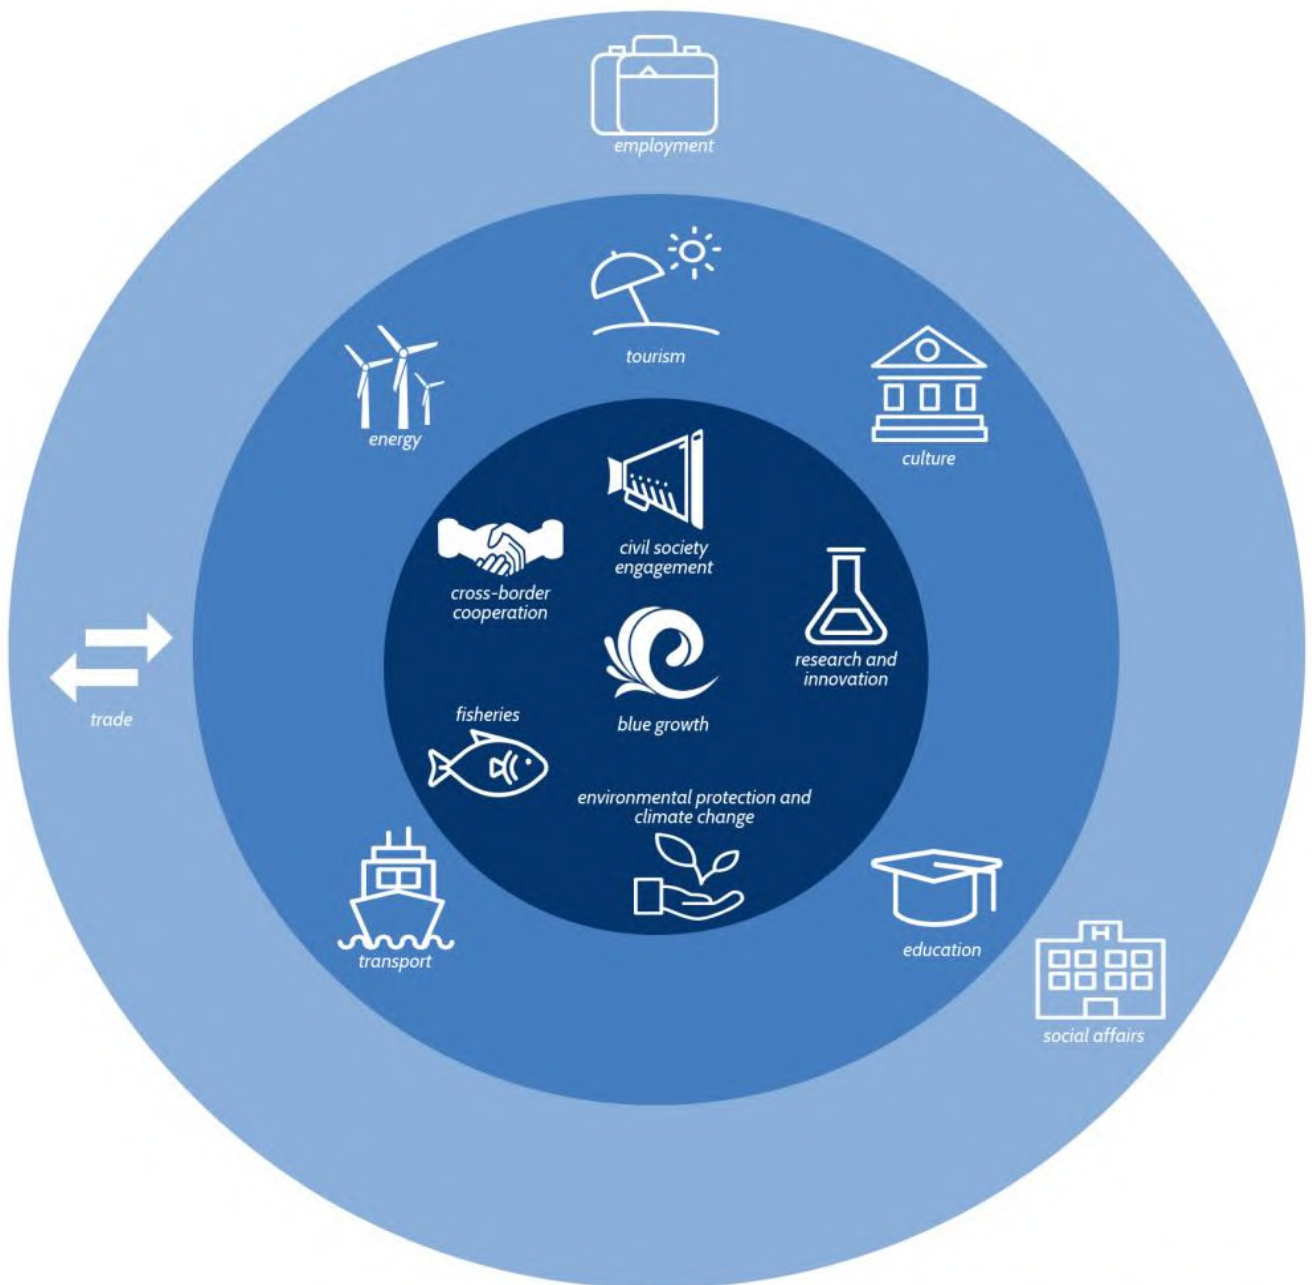 employment
tourism
energy
culture
civil society
engagement
cross-border
cooperation
research and
innovation
trade
fisheries
blue growth
environmental protection and
climate change
transport
education
H
social affairs